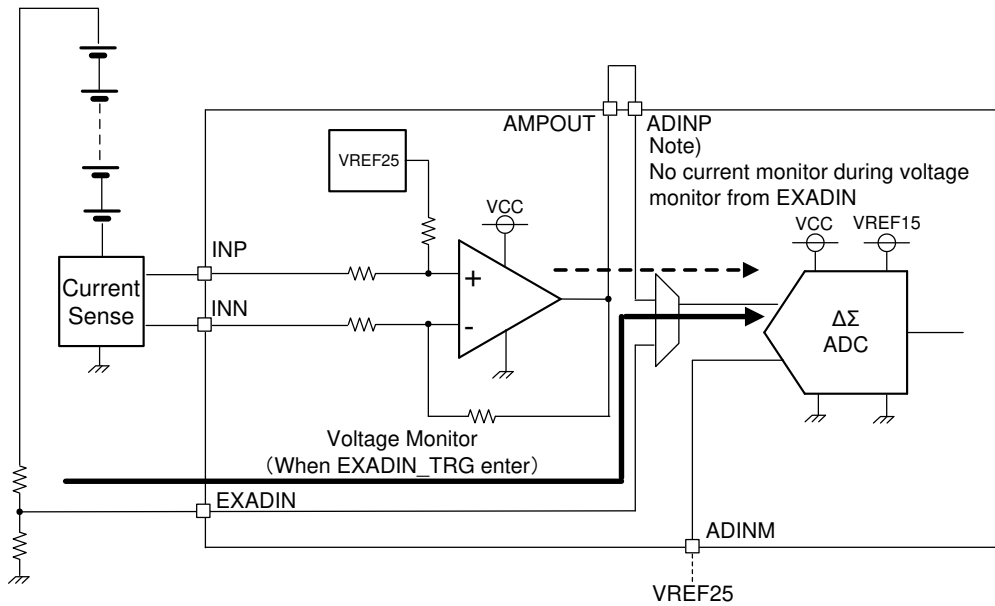 AMPOUT
ADINP
Note)
No current monitor during voltage
monitor from EXADIN
VREF25
VCC
VCC
VREF15
INP
INN
Current
Sense
+
-
ΔΣ
ADC
Voltage Monitor
（When EXADIN_TRG enter）
EXADIN
ADINM
VREF25